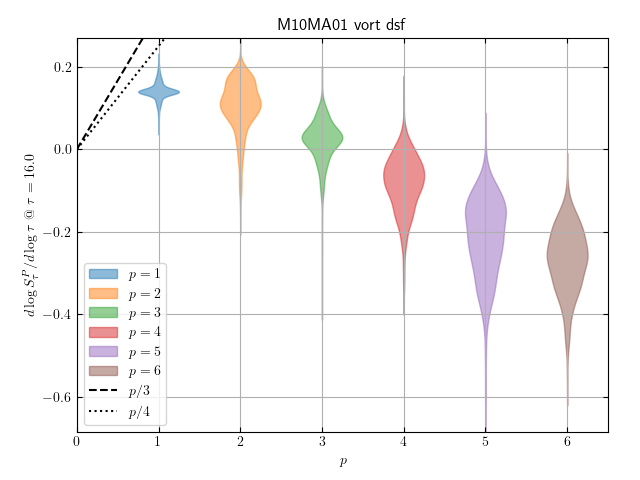 M10MA01 vort dsf
d log S_τ^P / d log τ @ τ = 16.0
0.2
0.0
−0.2
−0.4
−0.6
p = 1
p = 2
p = 3
p = 4
p = 5
p = 6
p/3
p/4
0 1 2 3 4 5 6
p